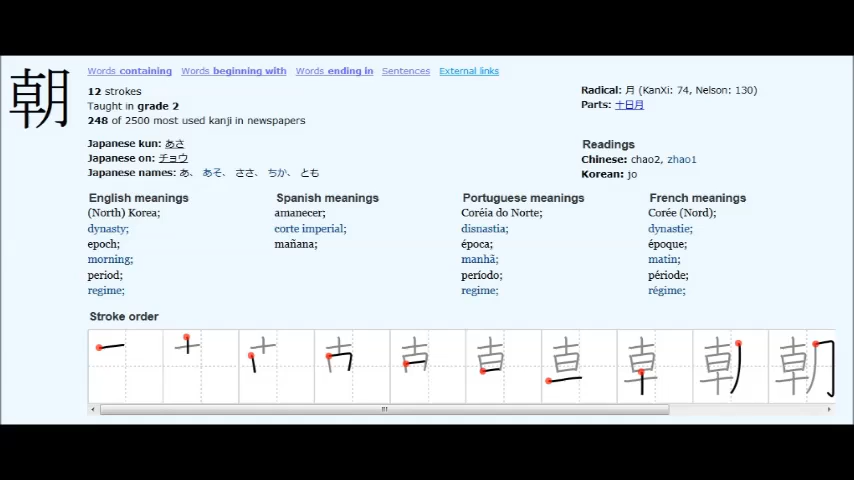 朝
Words containing Words beginning with Words ending in Sentences External links
12 strokes
Taught in grade 2
248 of 2500 most used kanji in newspapers
Radical: 月 (KanXi: 74, Nelson: 130)
Parts: 十日月
Japanese kun: あさ
Japanese on: チョウ
Japanese names: あ、 あそ、 ささ、 ちか、 とも
Readings
Chinese: chao2, zhao1
Korean: jo
English meanings
(North) Korea;
dynasty;
epoch;
morning;
period;
regime;
Spanish meanings
amanecer;
corte imperial;
mañana;
Portuguese meanings
Coréia do Norte;
disnastia;
época;
manhã;
período;
regime;
French meanings
Corée (Nord);
dynastie;
époque;
matin;
période;
régime;
Stroke order